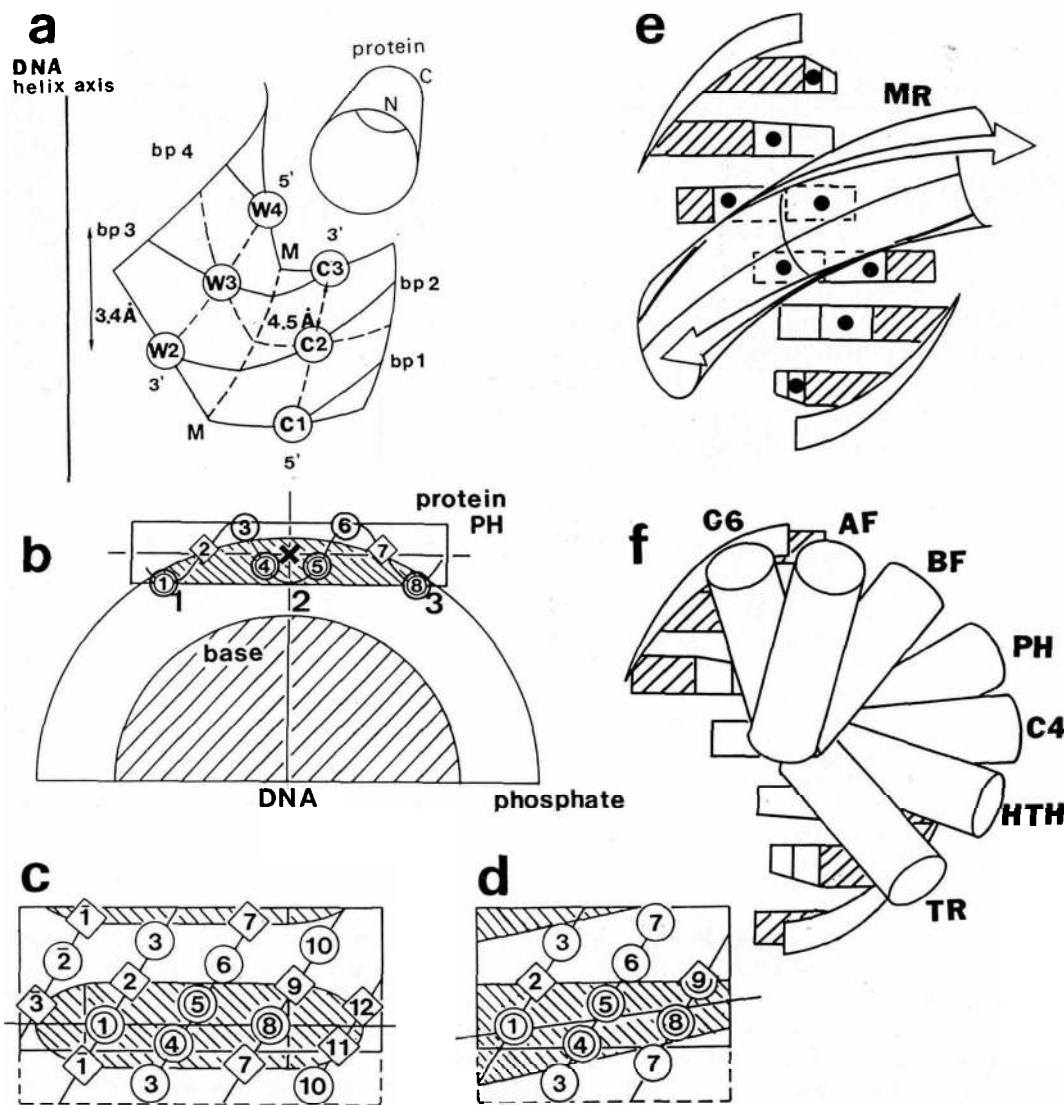 a
DNA
helix axis
protein
C
N
bp 4
5'
W4
bp 3
3'
M
C3
W3
bp 2
3.4Å
4.5 Å
W2
C2
3'
bp 1
M
C1
5'
b
protein
PH
3
6
2
7
4
5
1
8
1
2
3
base
DNA
phosphate
c
1
7
2̄
3
6
10
2
9
3
5
12
1
8
4
11
1
7
3
10
d
7
3
6
2
9
5
1
8
4
7
3
e
MR
f
C6
AF
BF
PH
C4
HTH
TR